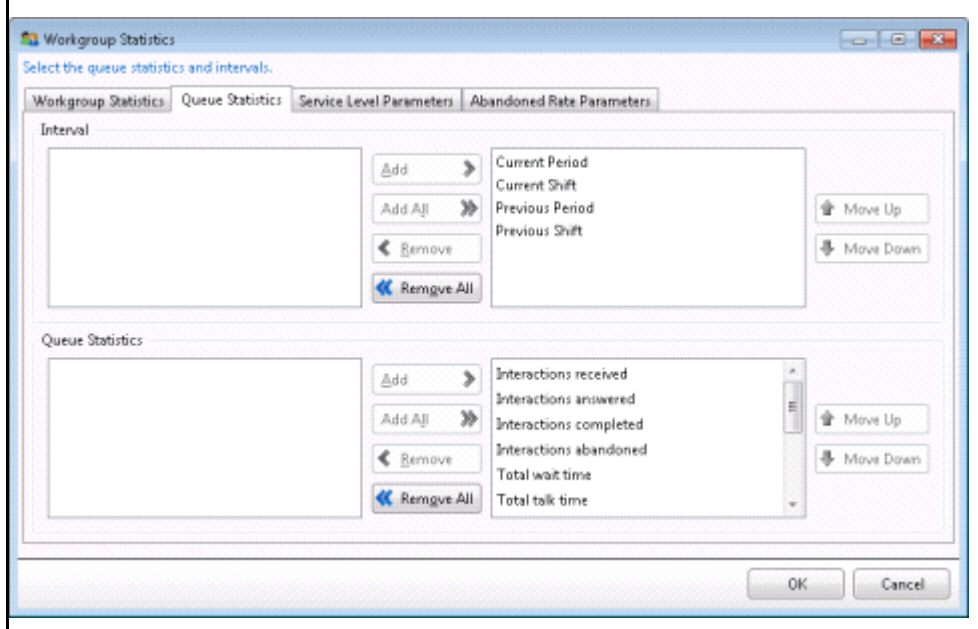 Workgroup Statistics
Select the queue statistics and intervals.
Workgroup Statistics Queue Statistics Service Level Parameters Abandoned Rate Parameters
Interval
Add
Add All
Remove
Remove All
Current Period
Current Shift
Previous Period
Previous Shift
Move Up
Move Down
Queue Statistics
Add
Add All
Remove
Remove All
Interactions received
Interactions answered
Interactions completed
Interactions abandoned
Total wait time
Total talk time
Move Up
Move Down
OK Cancel